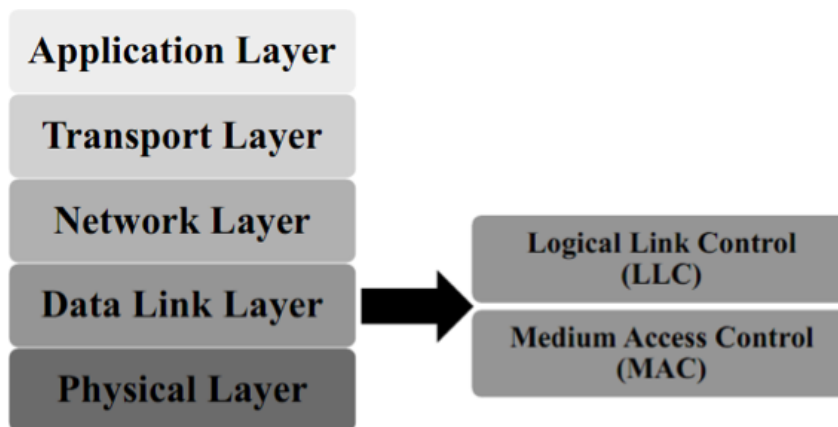 Application Layer
Transport Layer
Network Layer
Data Link Layer
Physical Layer
Logical Link Control
(LLC)
Medium Access Control
(MAC)